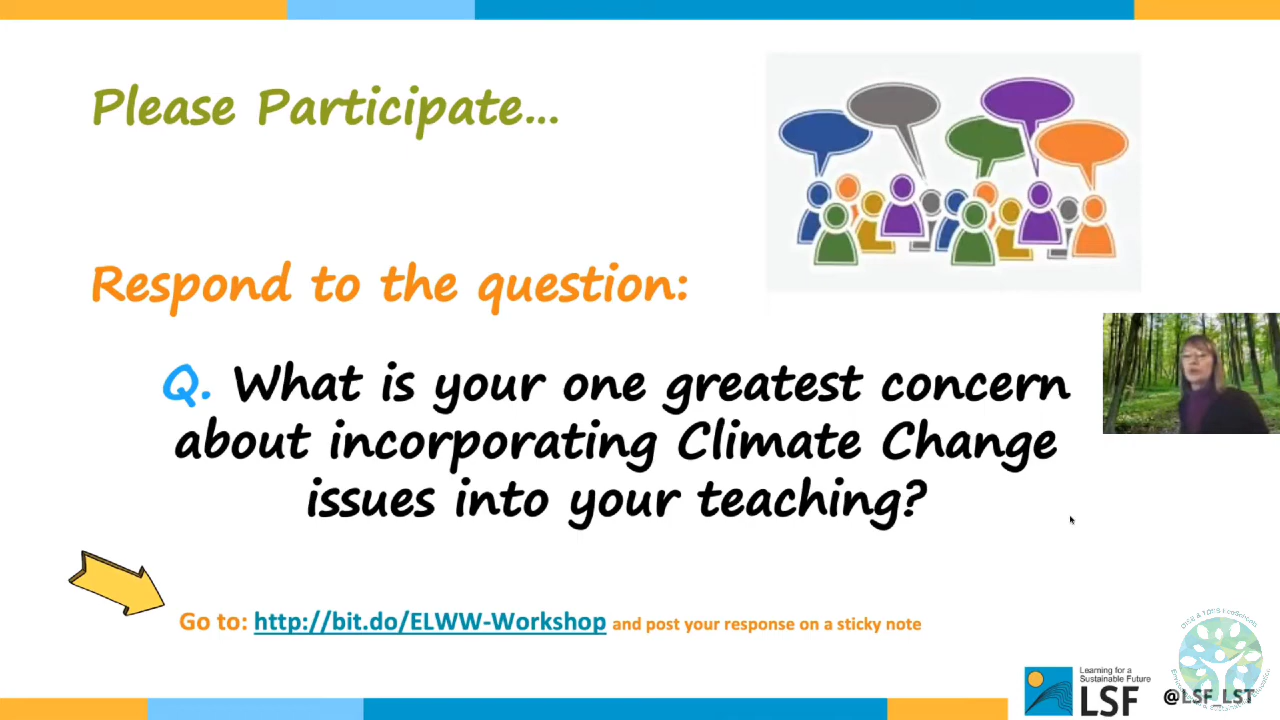 Please Participate...
Respond to the question:
Q. What is your one greatest concern
about incorporating Climate Change
issues into your teaching?
Go to: http://bit.do/ELWW-Workshop and post your response on a sticky note
Learning for a
Sustainable Future
LSF
@LSF_LST